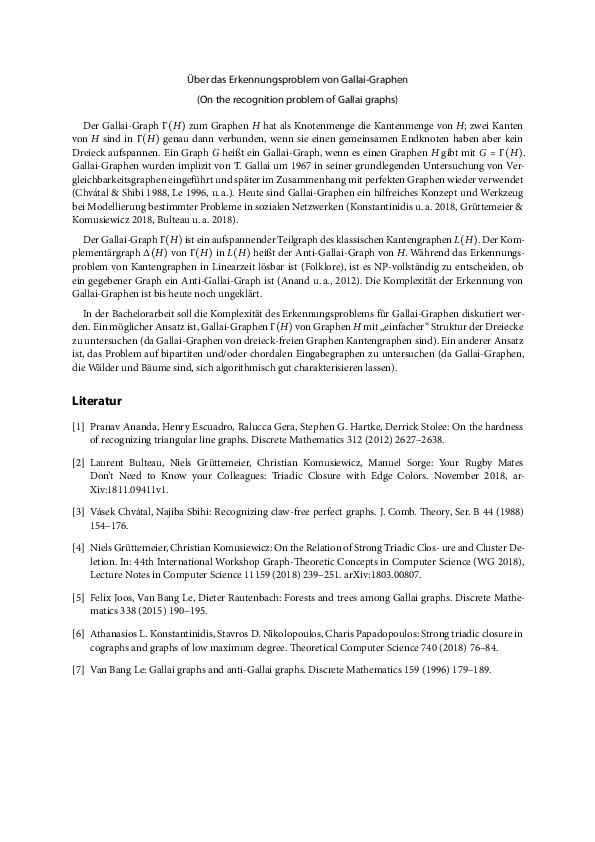 Über das Erkennungsproblem von Gallai-Graphen
(On the recognition problem of Gallai graphs)
Der Gallai-Graph Γ(H) zum Graphen H hat als Knotenmenge die Kantenmenge von H; zwei Kanten
von H sind in Γ(H) genau dann verbunden, wenn sie einen gemeinsamen Endknoten haben aber kein
Dreieck aufspannen. Ein Graph G heißt ein Gallai-Graph, wenn es einen Graphen H gibt mit G = Γ(H).
Gallai-Graphen wurden implizit von T. Gallai um 1967 in seiner grundlegenden Untersuchung von Ver-
gleichbarkeitsgraphen eingeführt und später im Zusammenhang mit perfekten Graphen wieder verwendet
(Chvátal & Shibi 1988, Le 1996, u. a.). Heute sind Gallai-Graphen ein hilfreiches Konzept und Werkzeug
bei Modellierung bestimmter Probleme in sozialen Netzwerken (Konstantinidis u. a. 2018, Grüttemeier &
Komusiewicz 2018, Bulteau u. a. 2018).
Der Gallai-Graph Γ(H) ist ein aufspannender Teilgraph des klassischen Kantengraphen L(H). Der Kom-
plementärgraph Δ(H) von Γ(H) in L(H) heißt der Anti-Gallai-Graph von H. Während das Erkennungs-
problem von Kantengraphen in Linearzeit lösbar ist (Folklore), ist es NP-vollständig zu entscheiden, ob
ein gegebener Graph ein Anti-Gallai-Graph ist (Anand u. a., 2012). Die Komplexität der Erkennung von
Gallai-Graphen ist bis heute noch ungeklärt.
In der Bachelorarbeit soll die Komplexität des Erkennungsproblems für Gallai-Graphen diskutiert wer-
den. Ein möglicher Ansatz ist, Gallai-Graphen Γ(H) von Graphen H mit „einfacher“ Struktur der Dreiecke
zu untersuchen (da Gallai-Graphen von dreieck-freien Graphen Kantengraphen sind). Ein anderer Ansatz
ist, das Problem auf bipartiten und/oder chordalen Eingabegraphen zu untersuchen (da Gallai-Graphen,
die Wälder und Bäume sind, sich algorithmisch gut charakterisieren lassen).
Literatur
[1] Pranav Ananda, Henry Escuadro, Ralucca Gera, Stephen G. Hartke, Derrick Stolee: On the hardness
of recognizing triangular line graphs. Discrete Mathematics 312 (2012) 2627–2638.
[2] Laurent Bulteau, Niels Grüttemeier, Christian Komusiewicz, Manuel Sorge: Your Rugby Mates
Don’t Need to Know your Colleagues: Triadic Closure with Edge Colors. November 2018, ar-
Xiv:1811.09411v1.
[3] Vásek Chvátal, Najiba Sbihi: Recognizing claw-free perfect graphs. J. Comb. Theory, Ser. B 44 (1988)
154–176.
[4] Niels Grüttemeier, Christian Komusiewicz: On the Relation of Strong Triadic Clos- ure and Cluster De-
letion. In: 44th International Workshop Graph-Theoretic Concepts in Computer Science (WG 2018),
Lecture Notes in Computer Science 11159 (2018) 239–251. arXiv:1803.00807.
[5] Felix Joos, Van Bang Le, Dieter Rautenbach: Forests and trees among Gallai graphs. Discrete Mathe-
matics 338 (2015) 190–195.
[6] Athanasios L. Konstantinidis, Stavros D. Nikolopoulos, Charis Papadopoulos: Strong triadic closure in
cographs and graphs of low maximum degree. Theoretical Computer Science 740 (2018) 76–84.
[7] Van Bang Le: Gallai graphs and anti-Gallai graphs. Discrete Mathematics 159 (1996) 179–189.